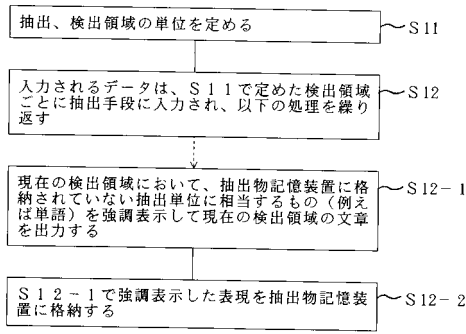 抽出、検出領域の単位を定める
S11
入力されるデータは、S11で定めた検出領域
ごとに抽出手段に入力され、以下の処理を繰り
返す
S12
現在の検出領域において、抽出物記憶装置に格
納されていない抽出単位に相当するもの(例え
ば単語)を強調表示して現在の検出領域の文章
を出力する
S12-1
S12-1で強調表示した表現を抽出物記憶装
置に格納する
S12-2